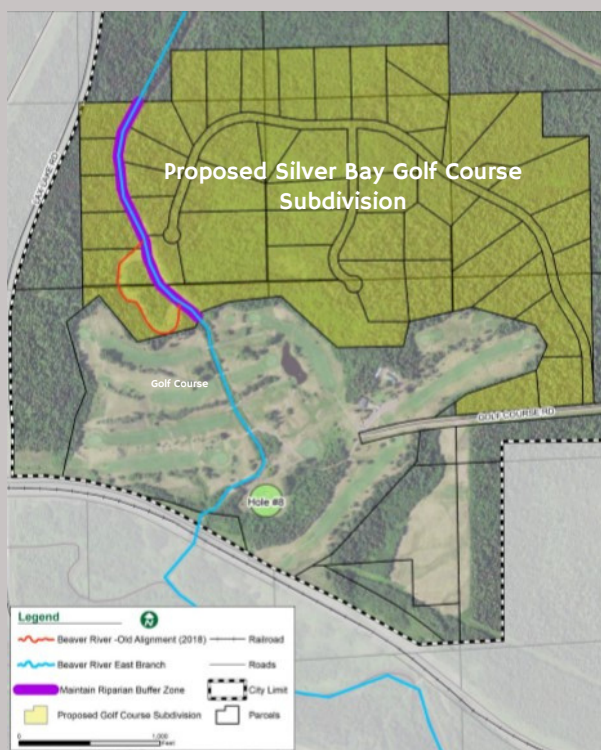 Proposed Silver Bay Golf Course
Subdivision
Golf Course
GOLF COURSE RD
Hole #8
Legend
Beaver River -Old Alignment (2018)
Railroad
Beaver River East Branch
Roads
Maintain Riparian Buffer Zone
City Limit
Proposed Golf Course Subdivision
Parcels
0
1,000
Feet